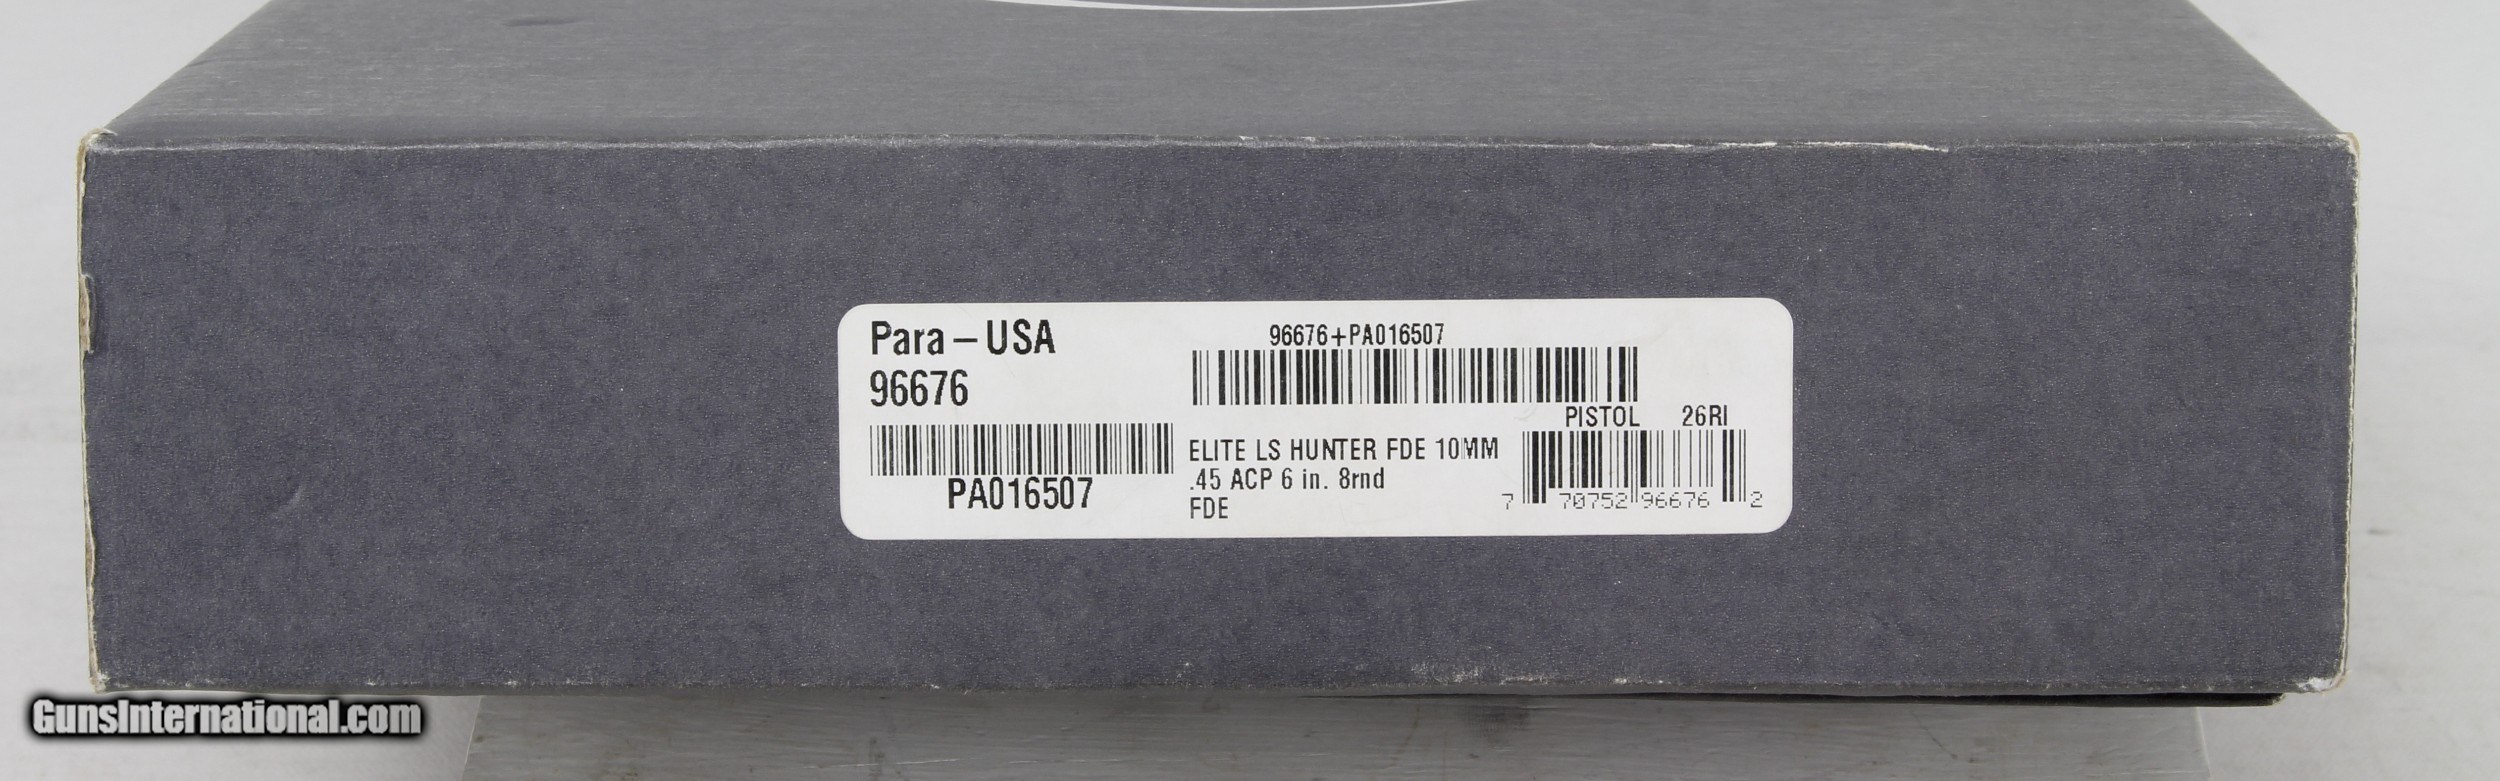 Para-USA
96676
PA016507
96676+PA016507
PISTOL 26RI
ELITE LS HUNTER FDE 10MM
.45 ACP 6 in. 8rnd
FDE
7 70752 96676 2
GunsInternational.com